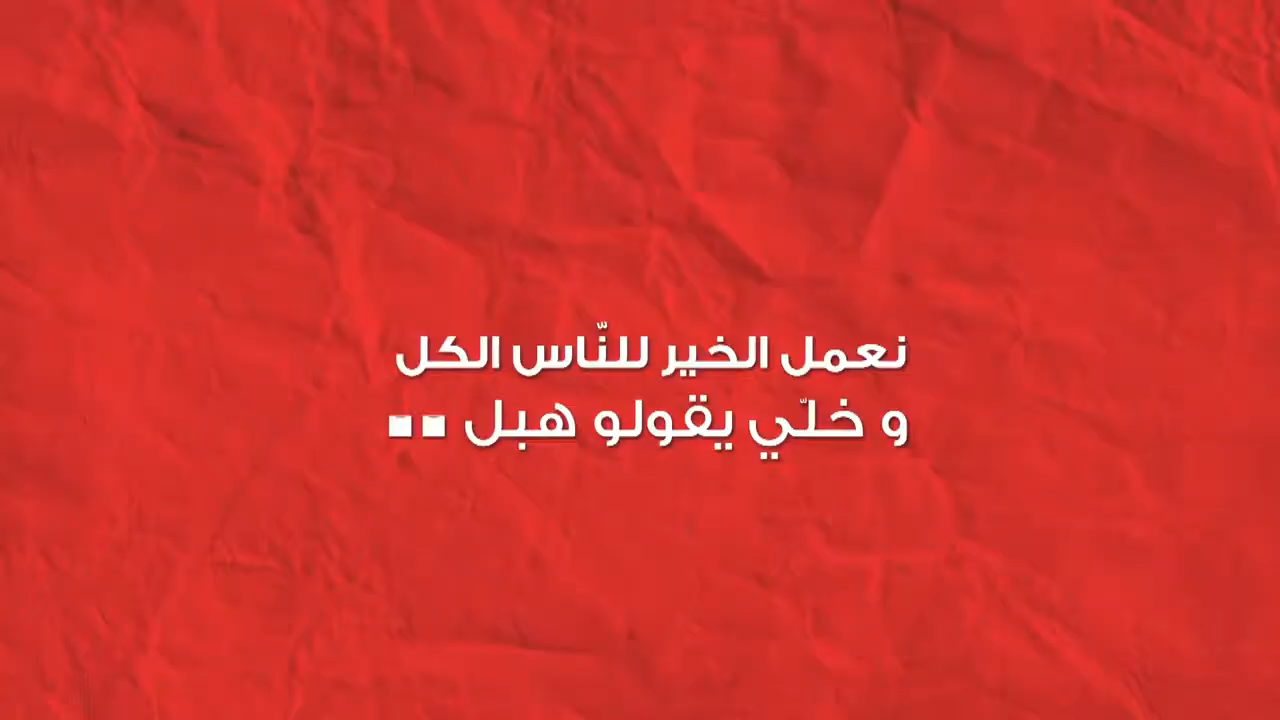 نعمل الخير للنّاس الكل
و خلّي يقولو هبل ..